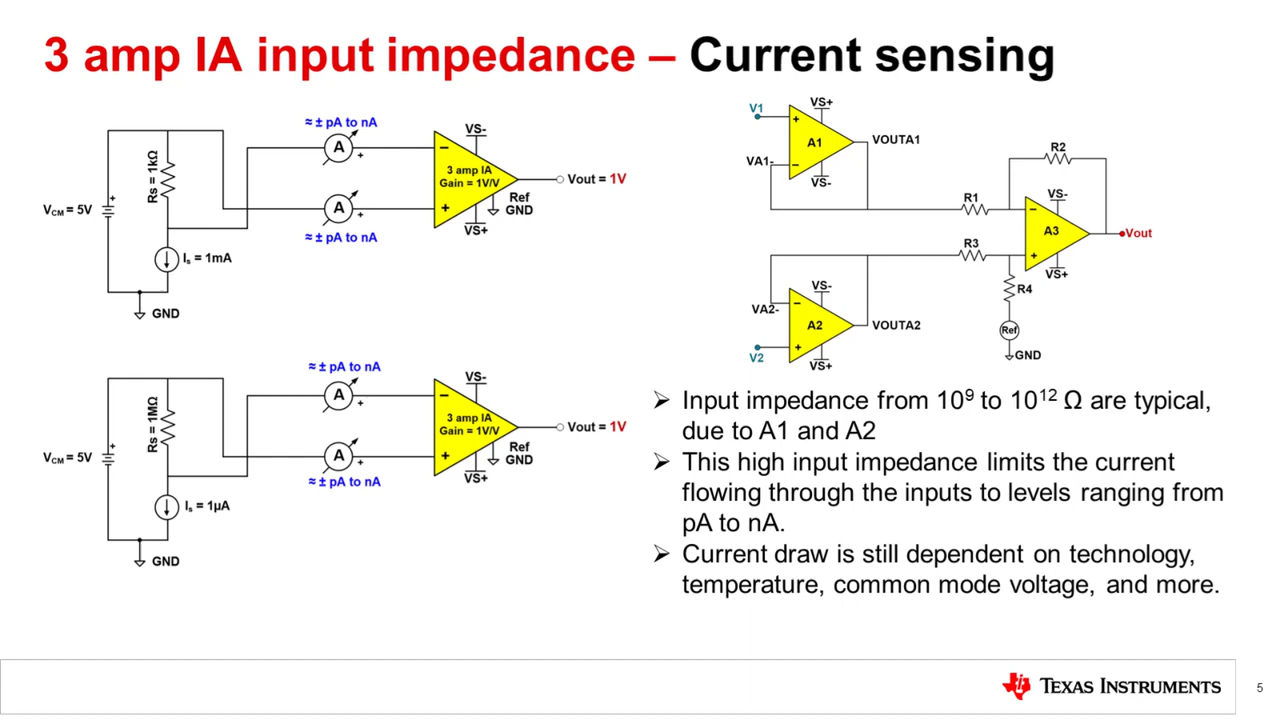 3 amp IA input impedance – Current sensing
≈ ± pA to nA
A
+
VS-
Rs = 1kΩ
3 amp IA
Gain = 1V/V
−
+
Vout = 1V
Ref
GND
VCM = 5V
+
A
+
VS+
≈ ± pA to nA
Is = 1mA
GND
≈ ± pA to nA
A
+
VS-
Rs = 1MΩ
3 amp IA
Gain = 1V/V
−
+
Vout = 1V
Ref
GND
VCM = 5V
+
A
+
VS+
≈ ± pA to nA
Is = 1µA
GND
V1
VS+
+
A1
−
VOUTA1
VA1-
VS-
R2
R1
VS-
−
A3
+
Vout
R3
VS+
R4
VS-
VA2-
−
A2
+
VOUTA2
Ref
V2
VS+
GND
➢ Input impedance from 10⁹ to 10¹² Ω are typical,
due to A1 and A2
➢ This high input impedance limits the current
flowing through the inputs to levels ranging from
pA to nA.
➢ Current draw is still dependent on technology,
temperature, common mode voltage, and more.
TEXAS INSTRUMENTS
5